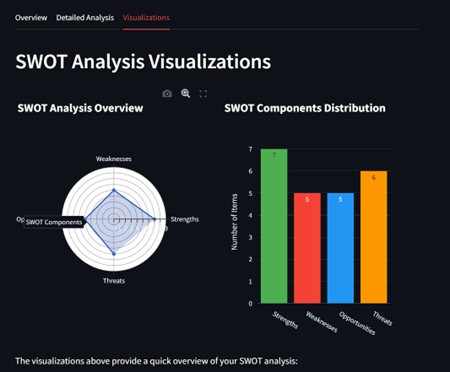 Overview Detailed Analysis Visualizations
SWOT Analysis Visualizations
SWOT Analysis Overview
Weaknesses
Op
SWOT Components
Strengths
9
Threats
SWOT Components Distribution
Number of Items
7
6
5
4
3
2
1
0
7
5
5
6
Strengths
Weaknesses
Opportunities
Threats
The visualizations above provide a quick overview of your SWOT analysis: